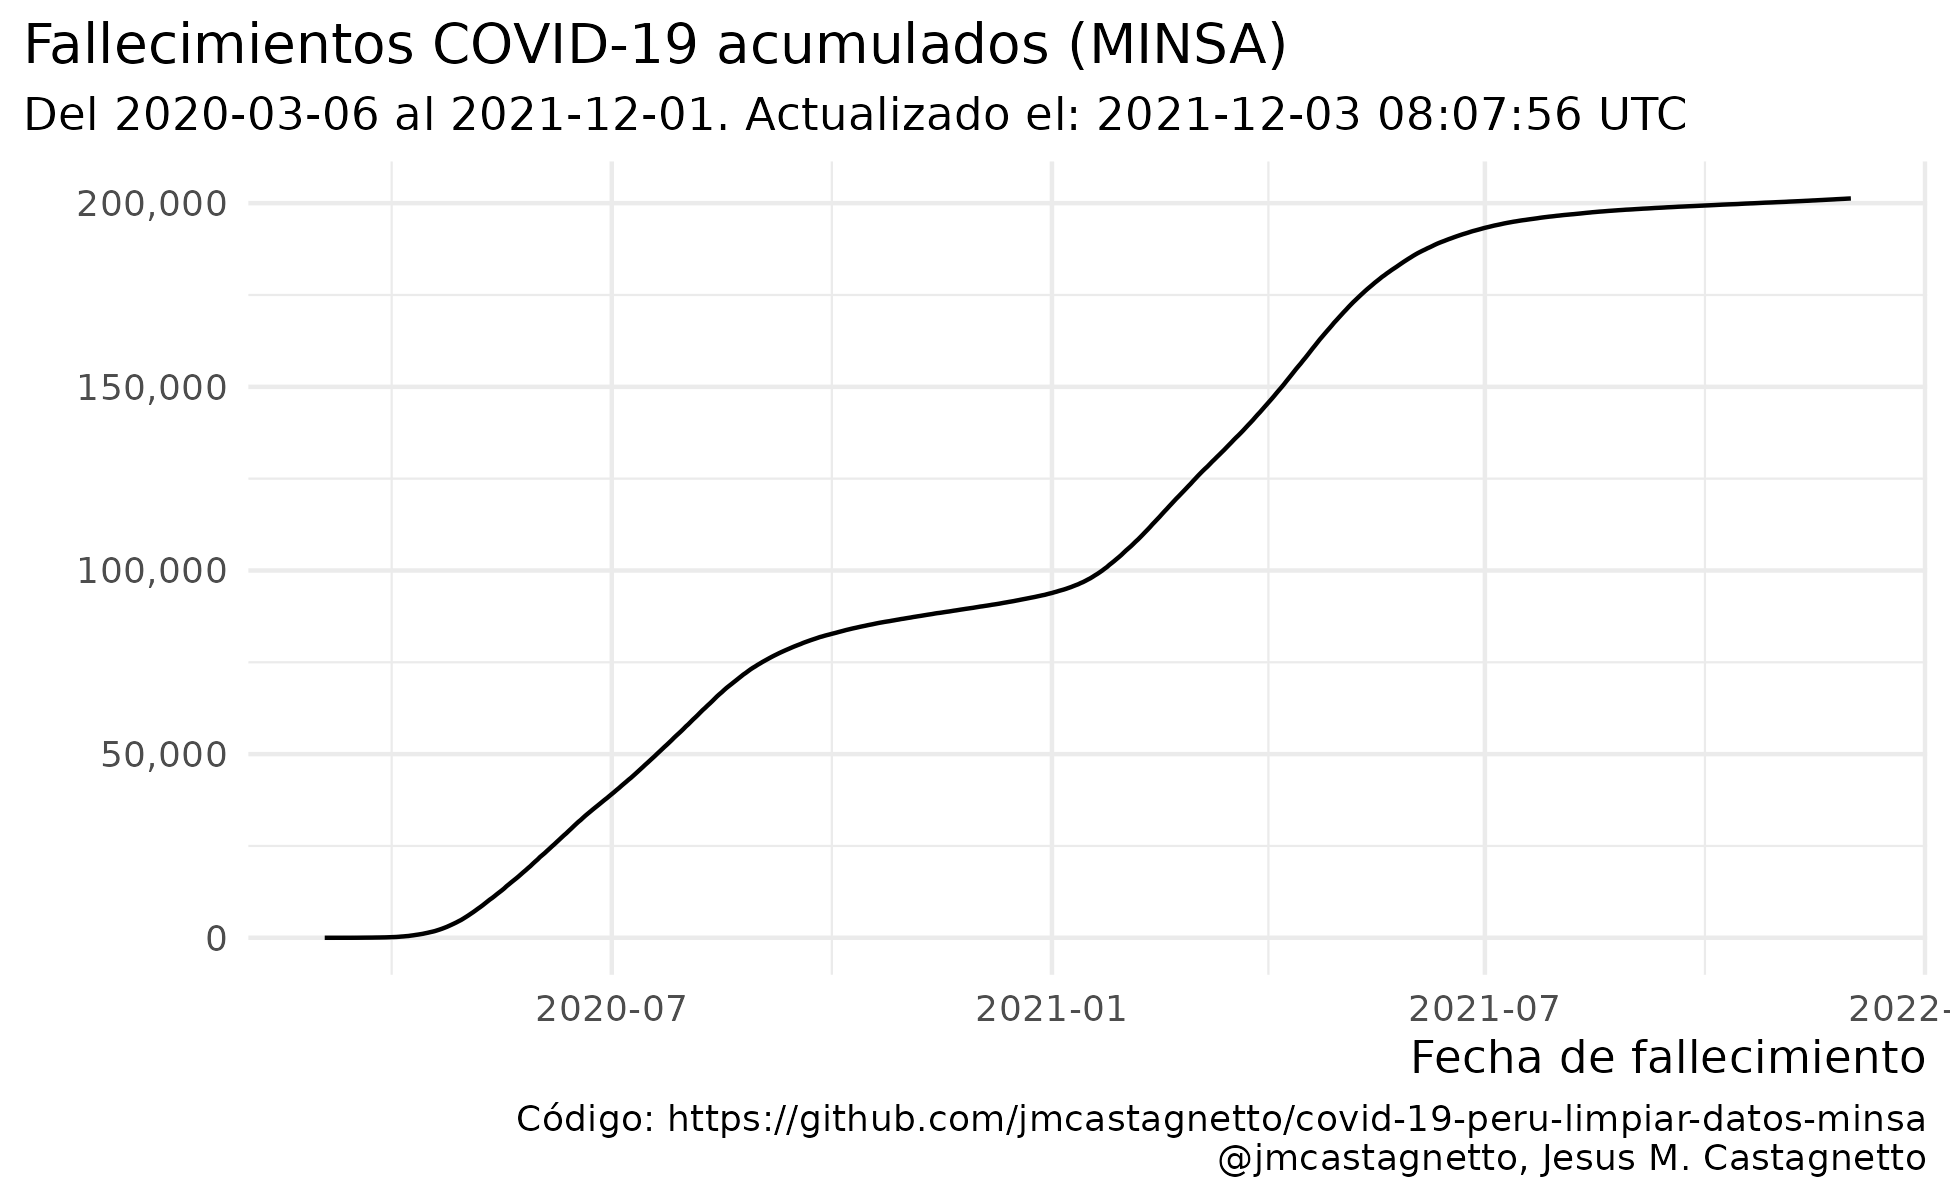 Fallecimientos COVID-19 acumulados (MINSA)
Del 2020-03-06 al 2021-12-01. Actualizado el: 2021-12-03 08:07:56 UTC
200,000
150,000
100,000
50,000
0
2020-07 2021-01 2021-07 2022-
Fecha de fallecimiento
Código: https://github.com/jmcastagnetto/covid-19-peru-limpiar-datos-minsa
@jmcastagnetto, Jesus M. Castagnetto